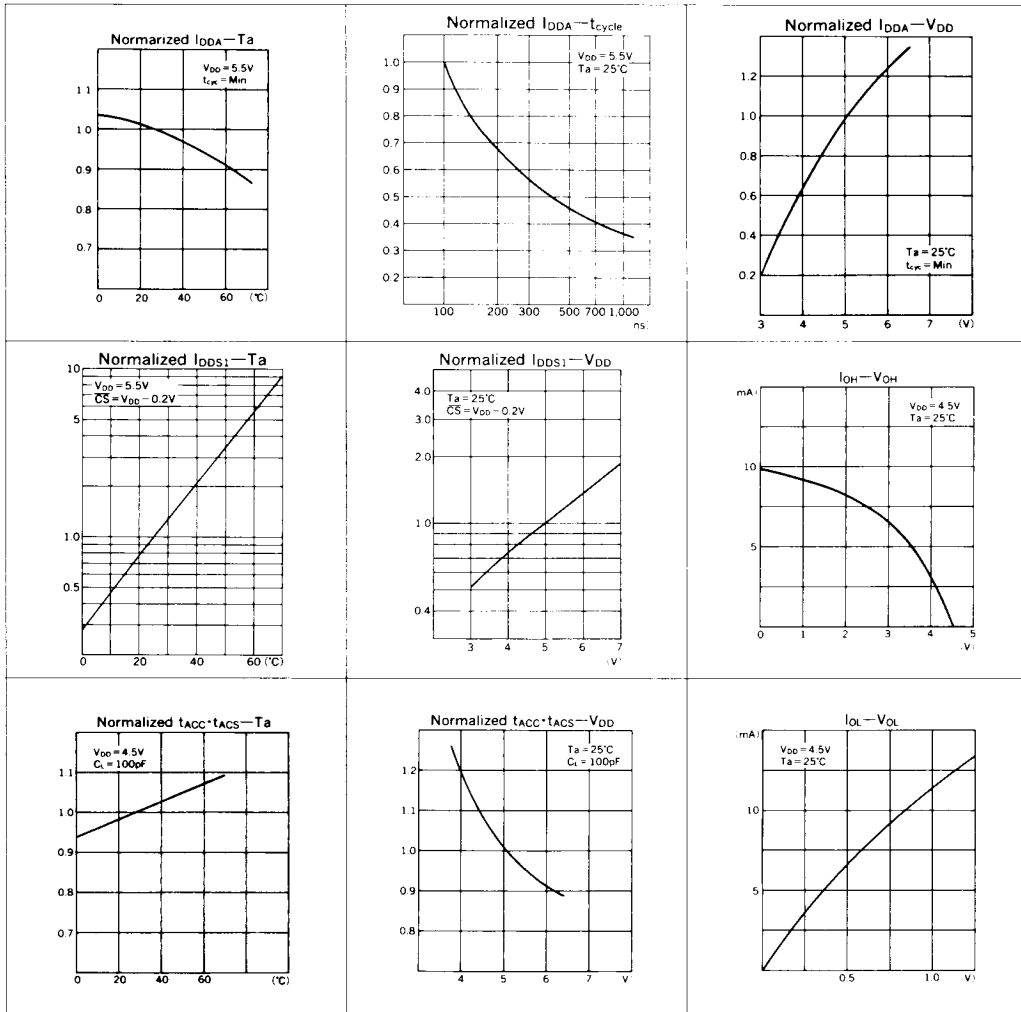 Normarized IDDA—Ta
VDD=5.5V
tcyc=Min
1.1
1.0
0.9
0.8
0.7
0 20 40 60 (℃)
Normalized IDDA—tcycle
VDD=5.5V
Ta=25℃
1.0
0.9
0.8
0.7
0.6
0.5
0.4
0.3
0.2
100 200 300 500 700 1,000
ns)
Normalized IDDA—VDD
1.2
1.0
0.8
0.6
0.4
0.2
Ta=25℃
tcyc=Min
3 4 5 6 7 (V)
Normalized IDDS1—Ta
VDD=5.5V
CS=VDD−0.2V
10
5
1.0
0.5
0 20 40 60 (℃)
Normalized IDDS1—VDD
Ta=25℃
CS=VDD−0.2V
4.0
3.0
2.0
1.0
0.4
3 4 5 6 7
(V)
IOH—VOH
mA)
VDD=4.5V
Ta=25℃
10
5
0 1 2 3 4 5
(V)
Normalized tACC·tACS—Ta
VDD=4.5V
CL=100pF
1.1
1.0
0.9
0.8
0.7
0 20 40 60 (℃)
Normalized tACC·tACS—VDD
Ta=25℃
CL=100pF
1.2
1.1
1.0
0.9
0.8
4 5 6 7 V)
IOL—VOL
(mA)
VDD=4.5V
Ta=25℃
10
5
0.5 1.0 (V)